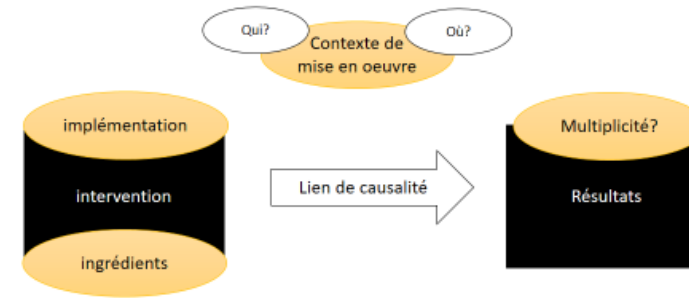 Qui?
Où?
Contexte de
mise en oeuvre
implémentation
Multiplicité?
intervention
Lien de causalité
Résultats
ingrédients